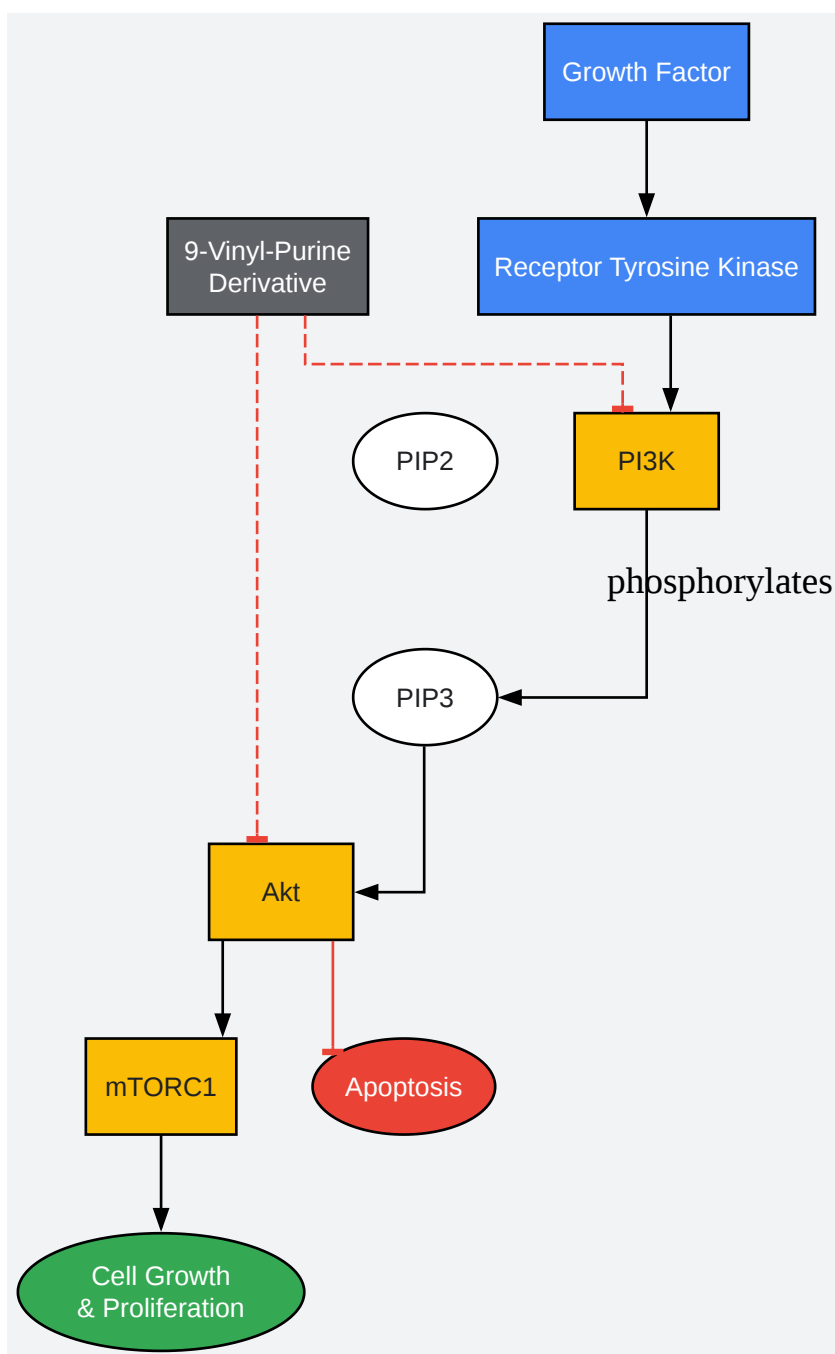 Growth Factor
9-Vinyl-Purine
Derivative
Receptor Tyrosine Kinase
PIP2
PI3K
phosphorylates
PIP3
Akt
mTORC1
Apoptosis
Cell Growth
& Proliferation